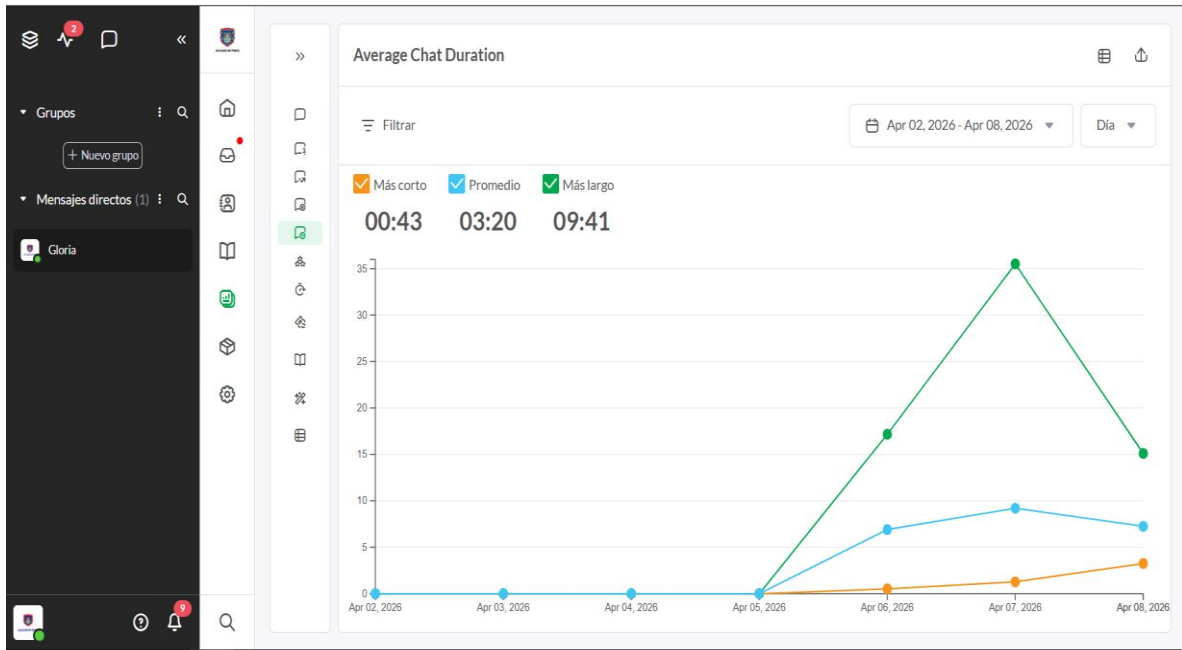 2
Grupos
+ Nuevo grupo
Mensajes directos (1)
Gloria
9
Average Chat Duration
Filtrar
Apr 02, 2026 - Apr 08, 2026
Día
Más corto Promedio Más largo
00:43 03:20 09:41
35
30
25
20
15
10
5
0
Apr 02, 2026 Apr 03, 2026 Apr 04, 2026 Apr 05, 2026 Apr 06, 2026 Apr 07, 2026 Apr 08, 2026